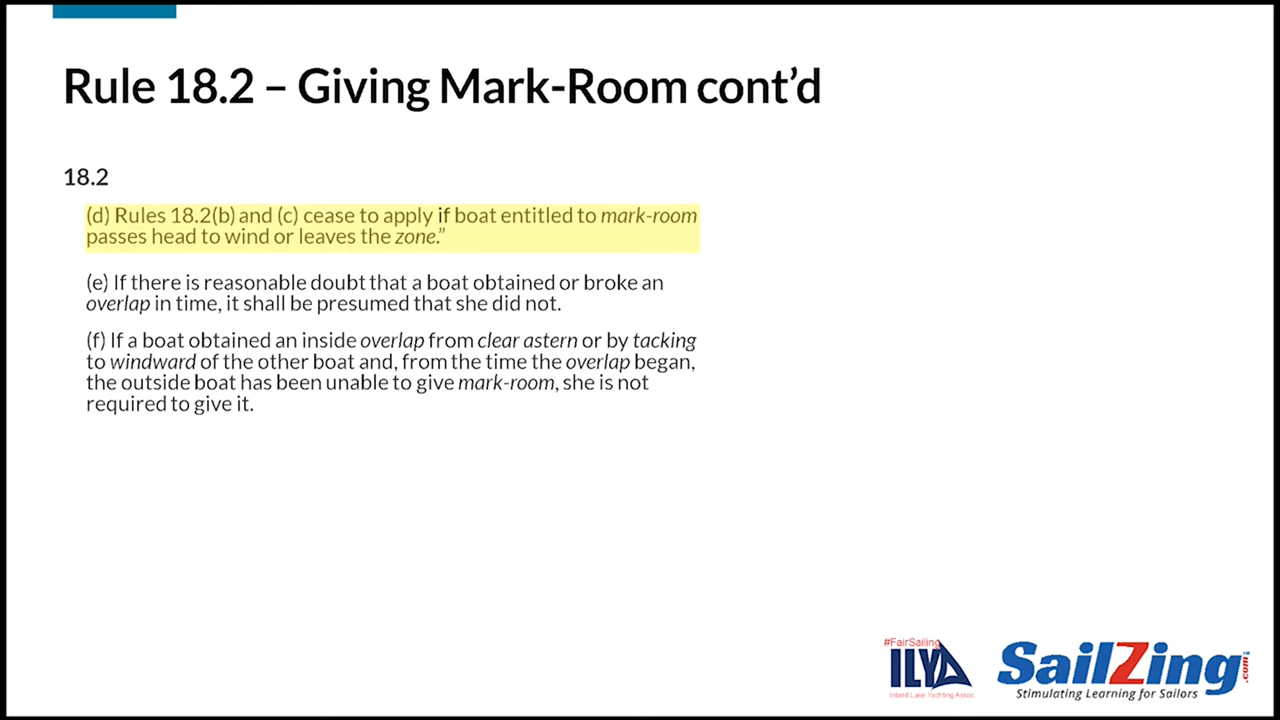 Rule 18.2 – Giving Mark-Room cont’d
18.2
(d) Rules 18.2(b) and (c) cease to apply if boat entitled to mark-room
passes head to wind or leaves the zone.”
(e) If there is reasonable doubt that a boat obtained or broke an
overlap in time, it shall be presumed that she did not.
(f) If a boat obtained an inside overlap from clear astern or by tacking
to windward of the other boat and, from the time the overlap began,
the outside boat has been unable to give mark-room, she is not
required to give it.
#FairSailing
ILYA
Inland Lake Yachting Assoc.
SailZing.com
Stimulating Learning for Sailors